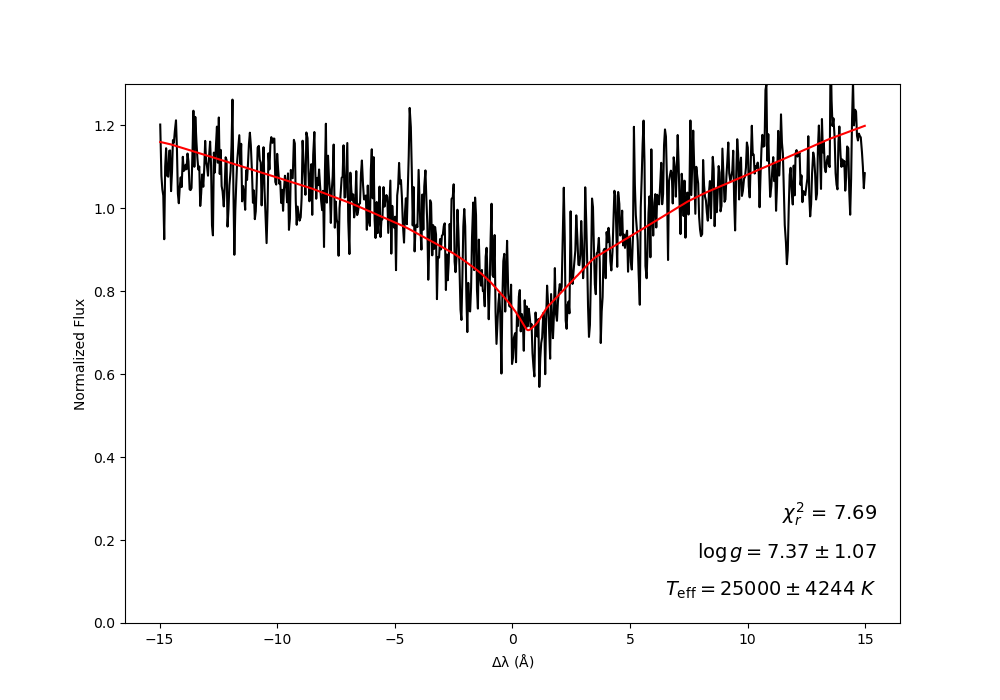 1.2
1.0
0.8
0.6
0.4
0.2
0.0
Normalized Flux
χ²ᵣ = 7.69
log g = 7.37 ± 1.07
T_eff = 25000 ± 4244 K
−15 −10 −5 0 5 10 15
Δλ (Å)